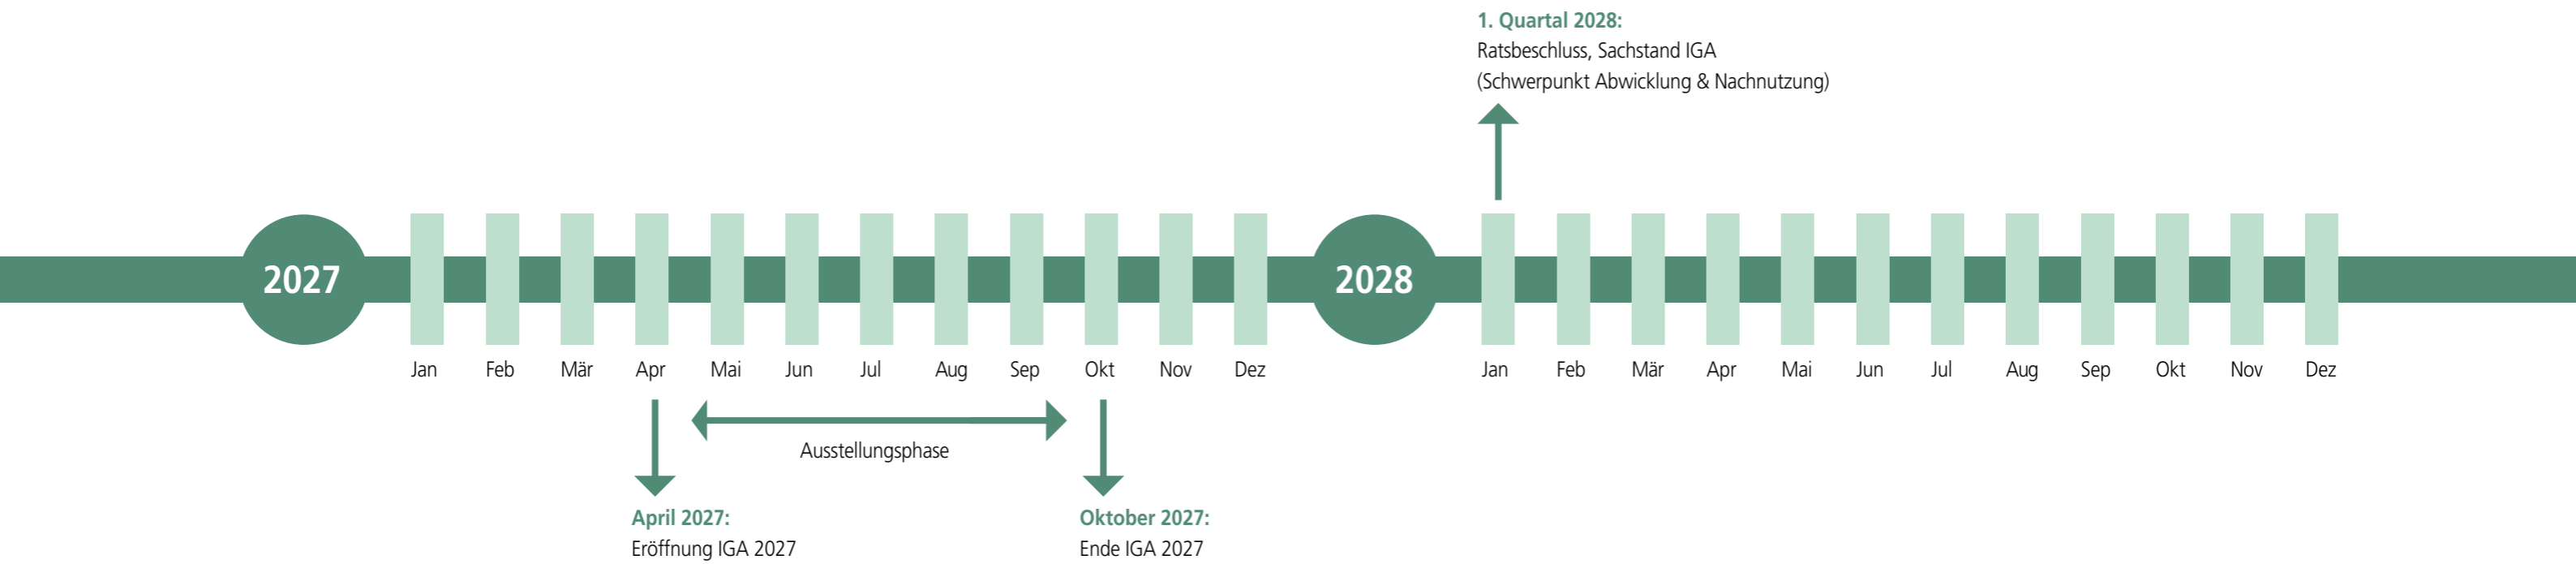 1. Quartal 2028:
Ratsbeschluss, Sachstand IGA
(Schwerpunkt Abwicklung & Nachnutzung)
2027
2028
Jan Feb Mär Apr Mai Jun Jul Aug Sep Okt Nov Dez Jan Feb Mär Apr Mai Jun Jul Aug Sep Okt Nov Dez
Ausstellungsphase
April 2027:
Eröffnung IGA 2027
Oktober 2027:
Ende IGA 2027